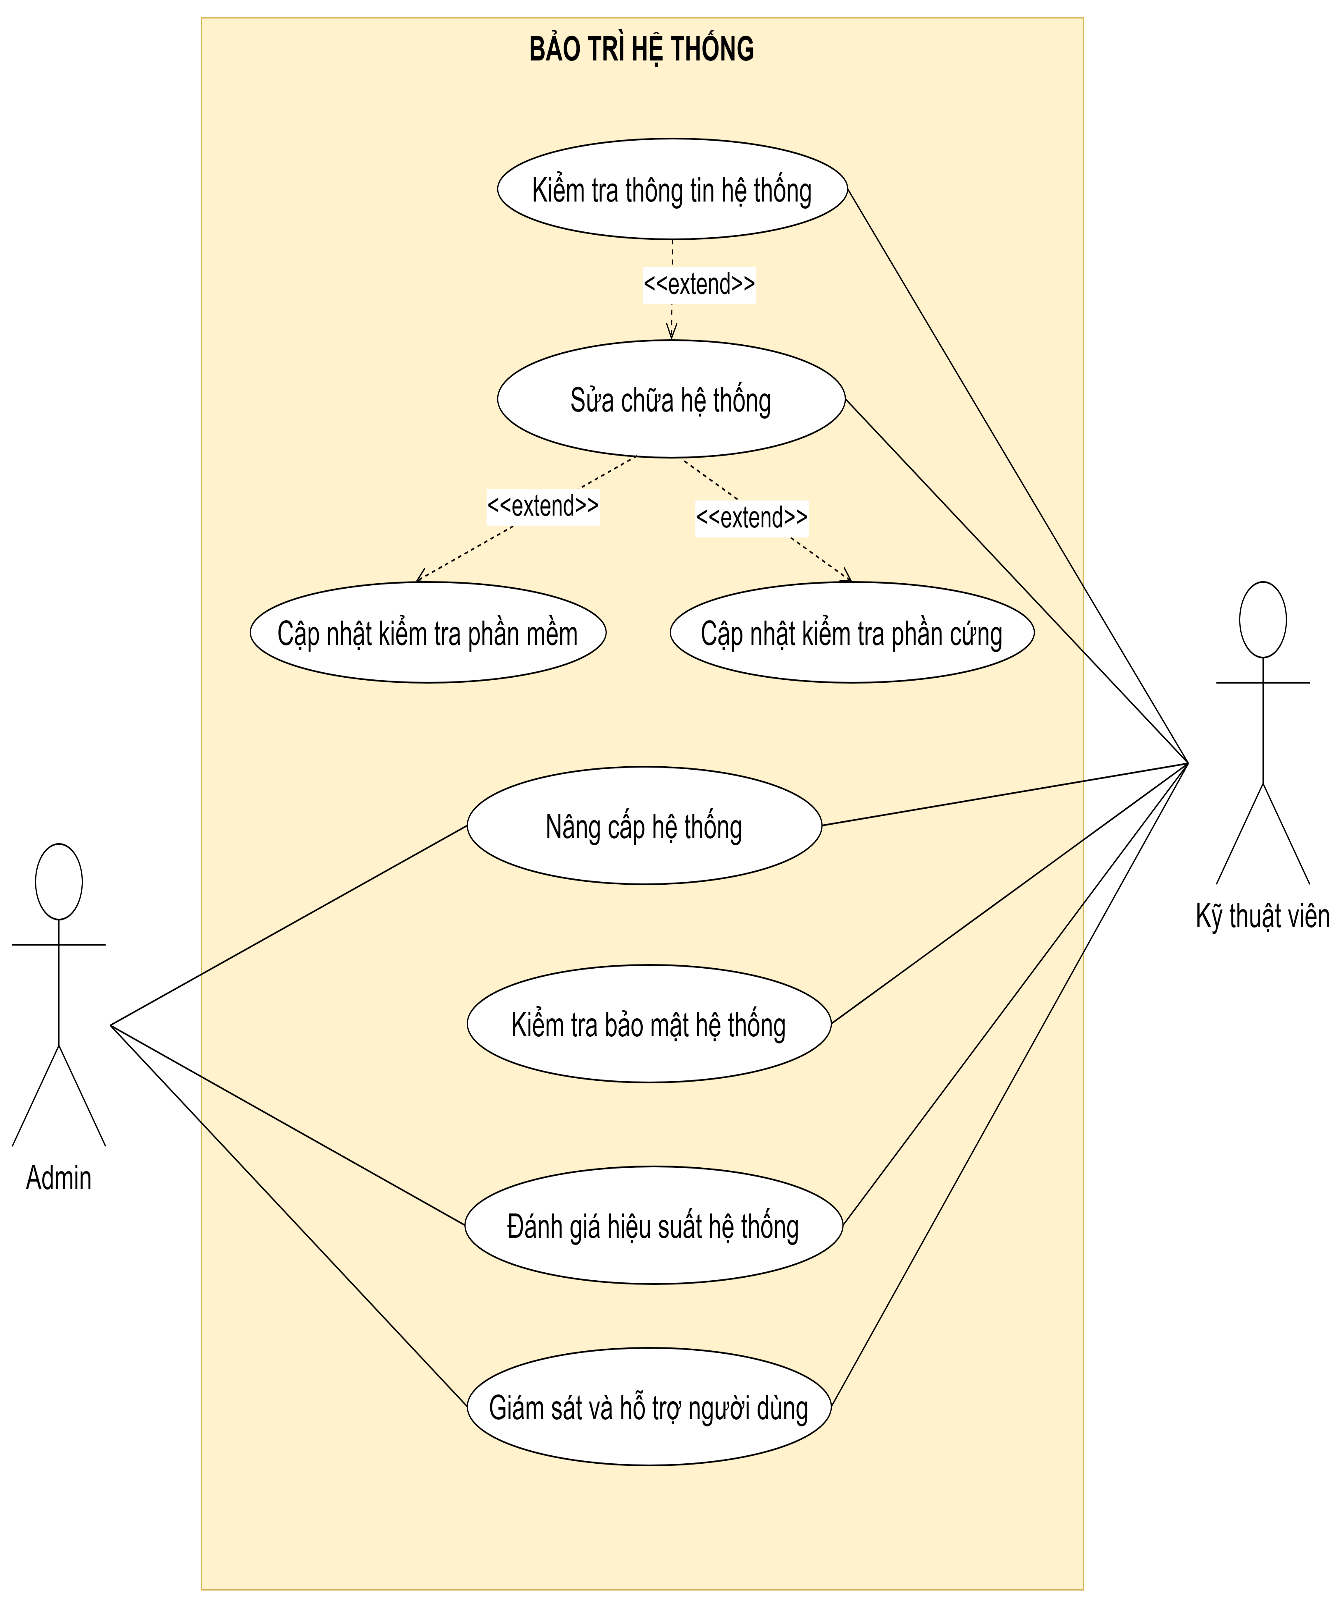 BẢO TRÌ HỆ THỐNG
Kiểm tra thông tin hệ thống
<<extend>>
Sửa chữa hệ thống
<<extend>>
<<extend>>
Cập nhật kiểm tra phần mềm
Cập nhật kiểm tra phần cứng
Nâng cấp hệ thống
Kỹ thuật viên
Kiểm tra bảo mật hệ thống
Admin
Đánh giá hiệu suất hệ thống
Giám sát và hỗ trợ người dùng